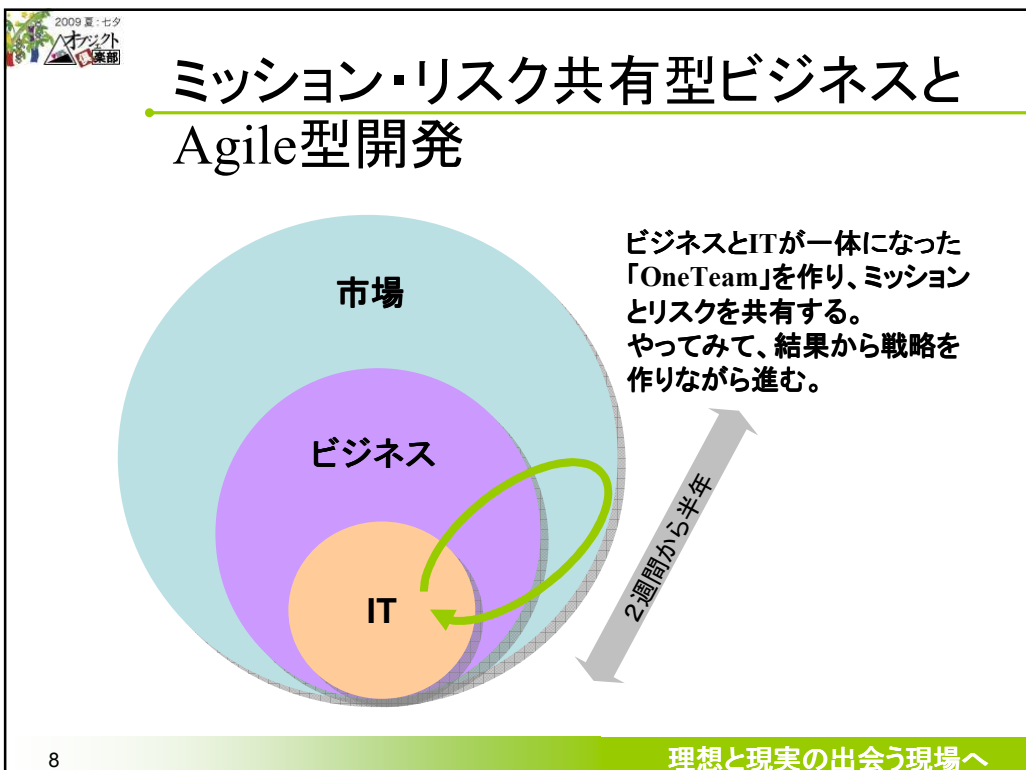 2009 夏:七夕
オブジェクト
倶楽部
ミッション・リスク共有型ビジネスと
Agile型開発
市場
ビジネス
IT
ビジネスとITが一体になった
「OneTeam」を作り、ミッション
とリスクを共有する。
やってみて、結果から戦略を
作りながら進む。
2週間から半年
8
理想と現実の出会う現場へ